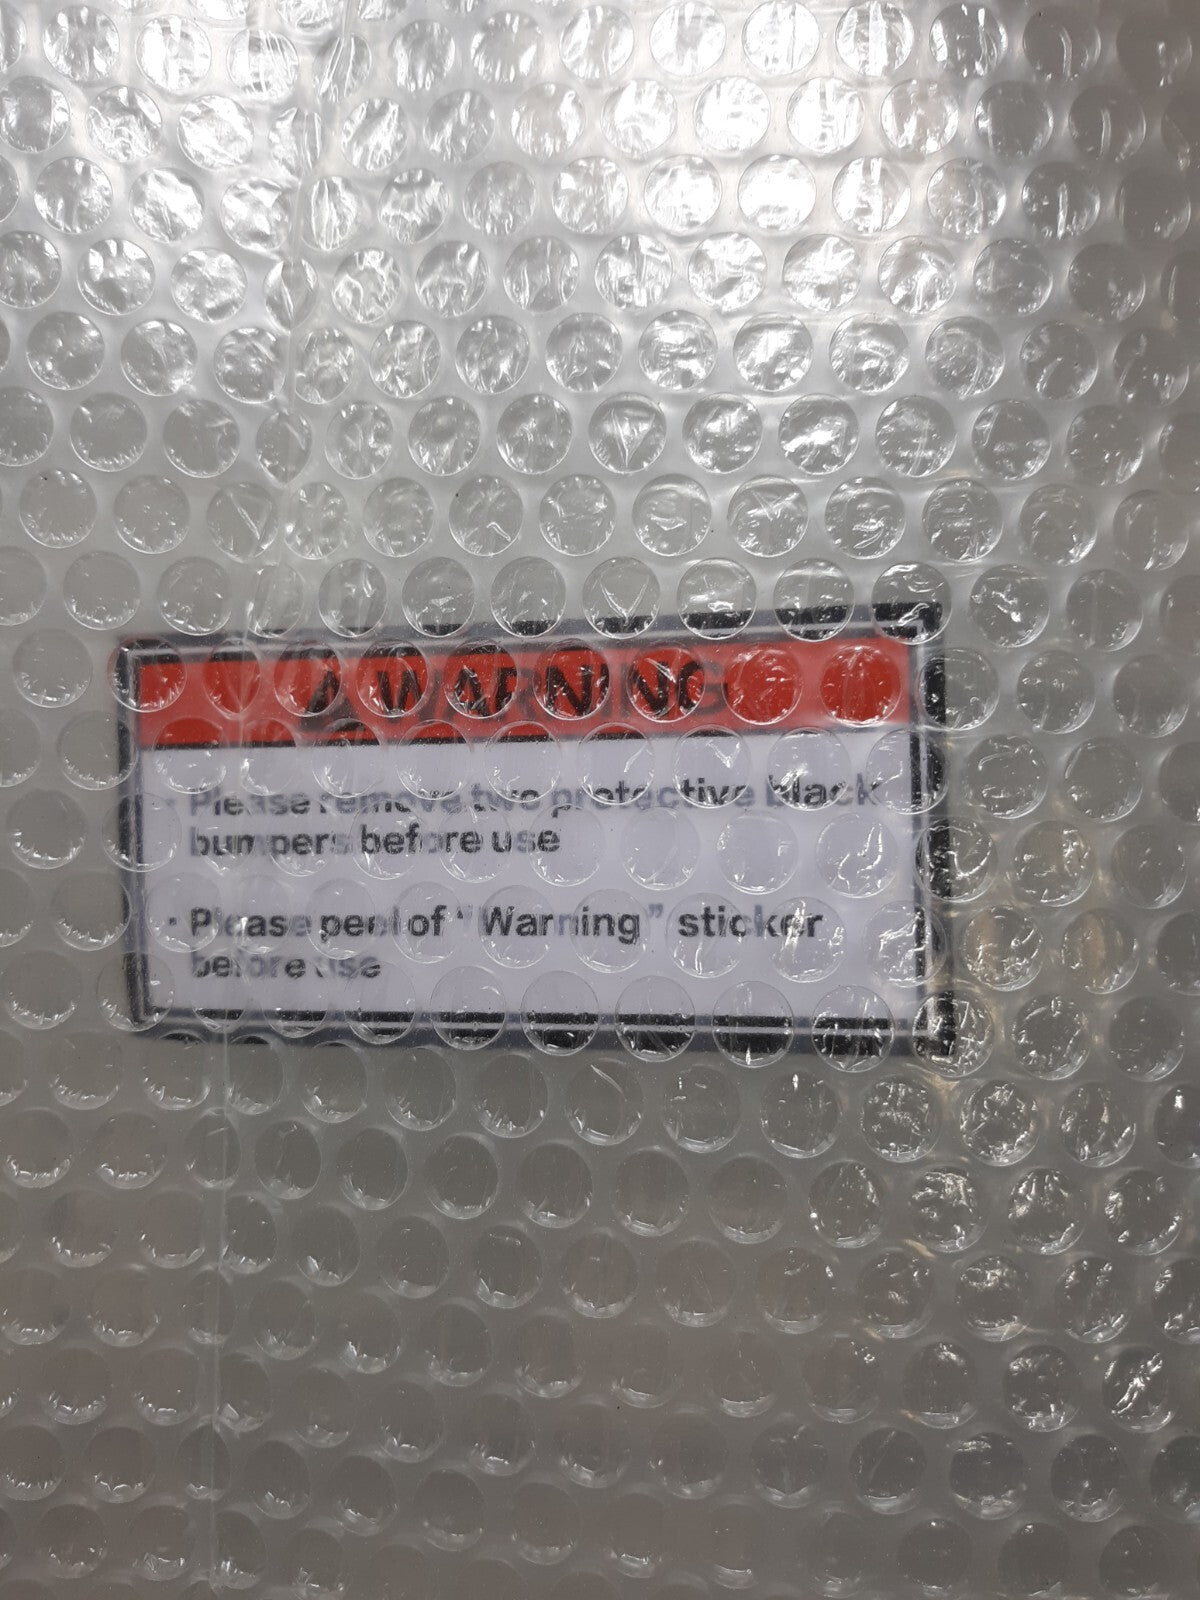 ⚠ WARNING
· Please remove two protective black
bumpers before use
· Please peel of "Warning" sticker
before use